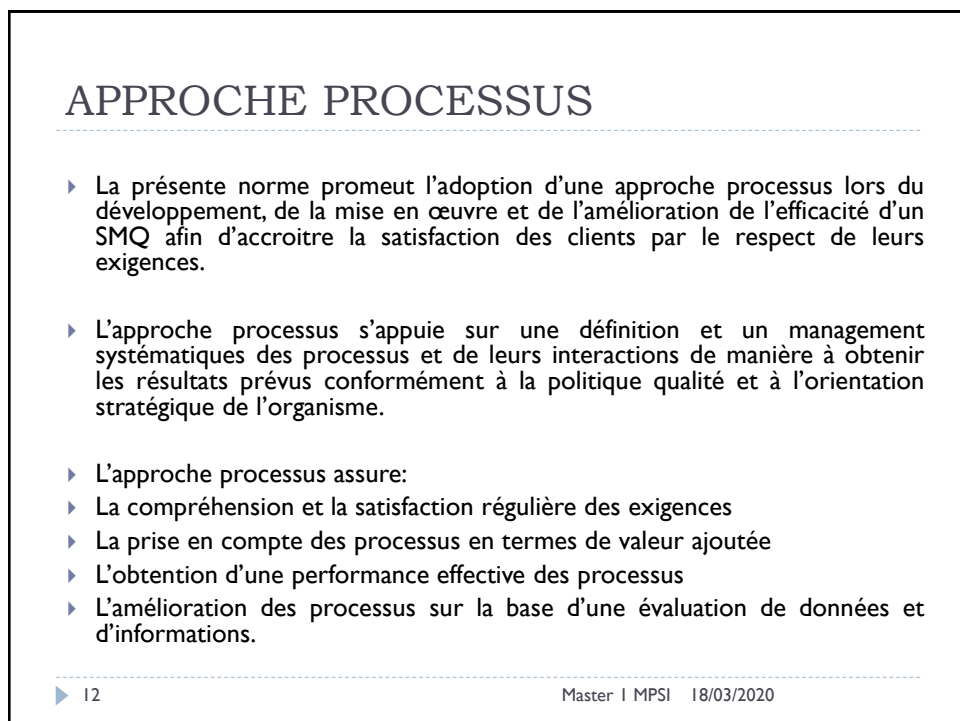 APPROCHE PROCESSUS
La présente norme promeut l’adoption d’une approche processus lors du
développement, de la mise en œuvre et de l’amélioration de l’efficacité d’un
SMQ afin d’accroitre la satisfaction des clients par le respect de leurs
exigences.
L’approche processus s’appuie sur une définition et un management
systématiques des processus et de leurs interactions de manière à obtenir
les résultats prévus conformément à la politique qualité et à l’orientation
stratégique de l’organisme.
L’approche processus assure:
La compréhension et la satisfaction régulière des exigences
La prise en compte des processus en termes de valeur ajoutée
L’obtention d’une performance effective des processus
L’amélioration des processus sur la base d’une évaluation de données et
d’informations.
12 Master 1 MPSI 18/03/2020